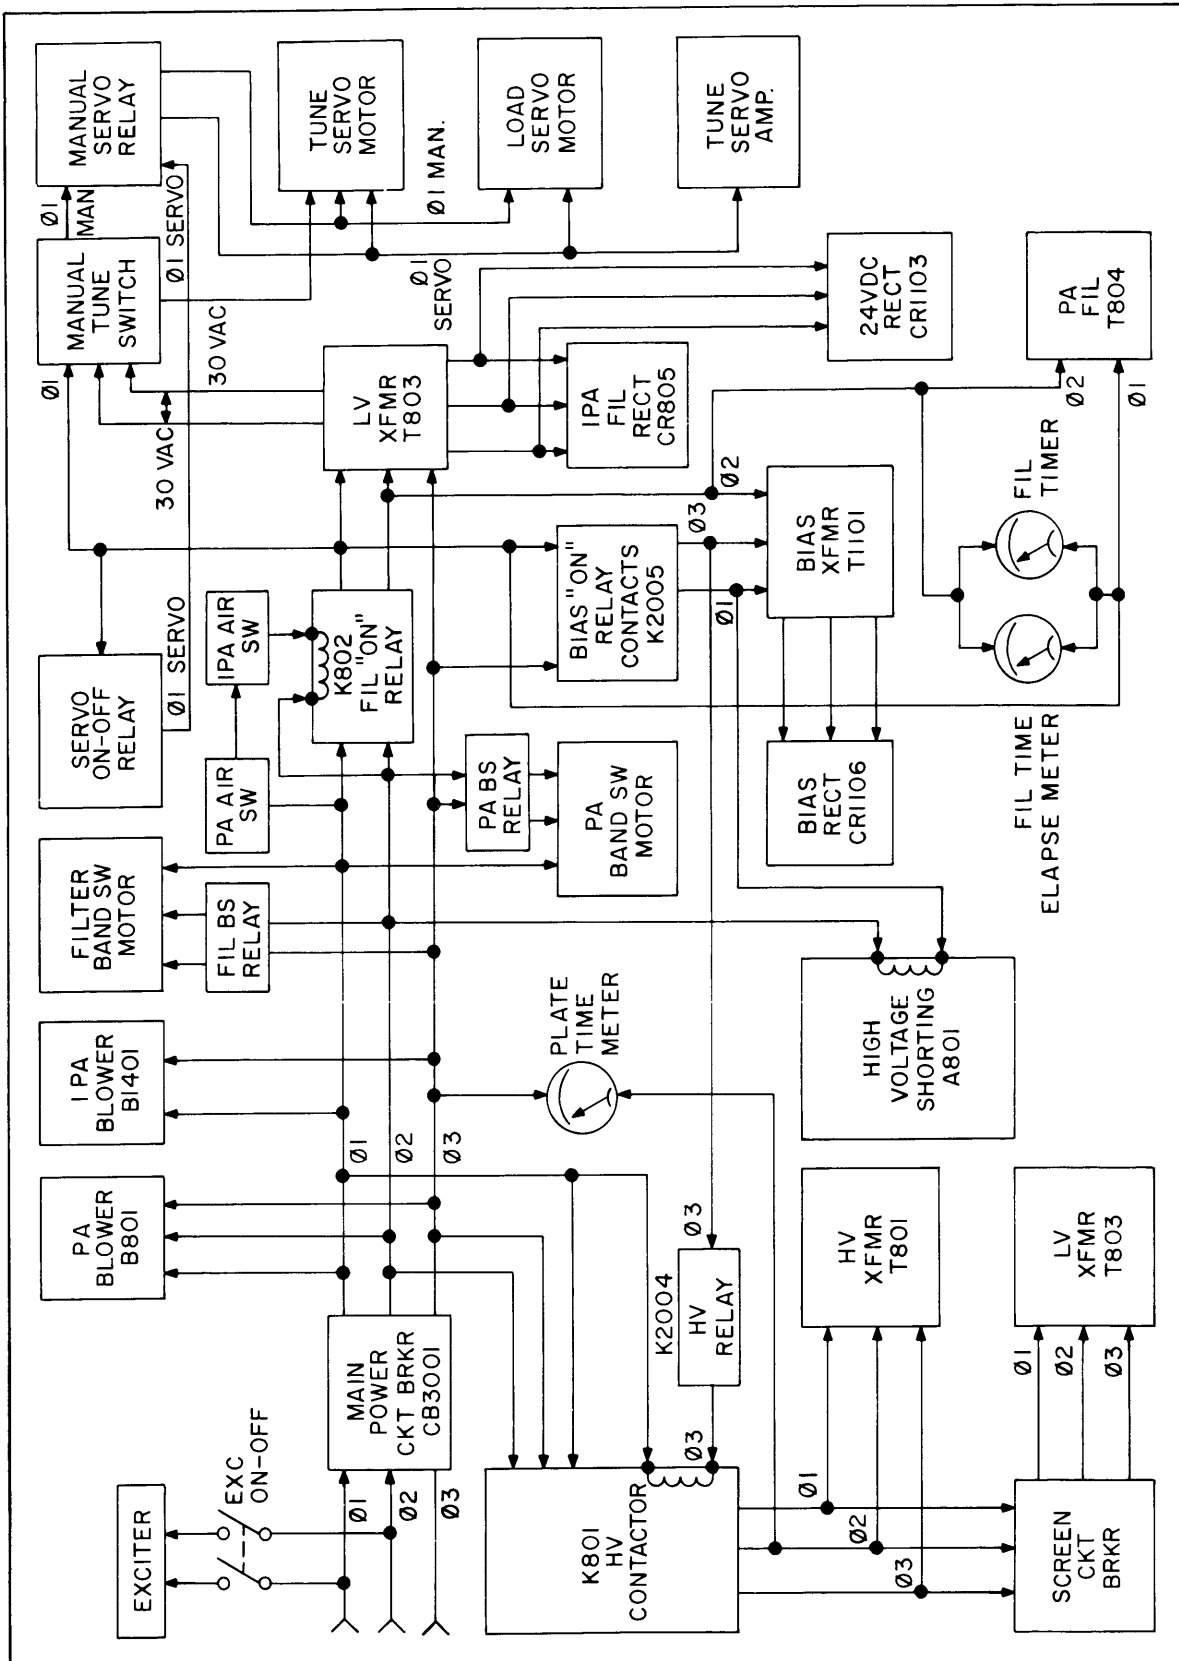 EXCITER
EXC
ON-OFF
Ø1
Ø2
Ø3
MAIN
POWER
CKT BRKR
CB3001
PA
BLOWER
B801
IPA
BLOWER
B1401
FILTER
BAND SW
MOTOR
FIL BS
RELAY
SERVO
ON-OFF
RELAY
Ø1 SERVO
PA AIR
SW
IPA AIR
SW
K802
FIL "ON"
RELAY
MANUAL
TUNE
SWITCH
Ø1
30 VAC
30 VAC
Ø1
MAN
Ø1 SERVO
MANUAL
SERVO
RELAY
TUNE
SERVO
MOTOR
Ø1 MAN.
LOAD
SERVO
MOTOR
Ø1
SERVO
TUNE
SERVO
AMP.
LV
XFMR
T803
IPA
FIL
RECT
CR805
24VDC
RECT
CR1103
Ø1
Ø2
Ø3
PLATE
TIME
METER
PA BS
RELAY
PA
BAND SW
MOTOR
BIAS "ON"
RELAY
CONTACTS
K2005
Ø3
Ø2
Ø1
BIAS
XFMR
T1101
BIAS
RECT
CR1106
PA
FIL
T804
Ø2
Ø1
FIL
TIMER
FIL TIME
ELAPSE METER
HIGH
VOLTAGE
SHORTING
A801
K801
HV
CONTACTOR
Ø3
K2004
HV
RELAY
Ø3
Ø1
Ø2
Ø3
HV
XFMR
T801
SCREEN
CKT
BRKR
Ø1
Ø2
Ø3
LV
XFMR
T803